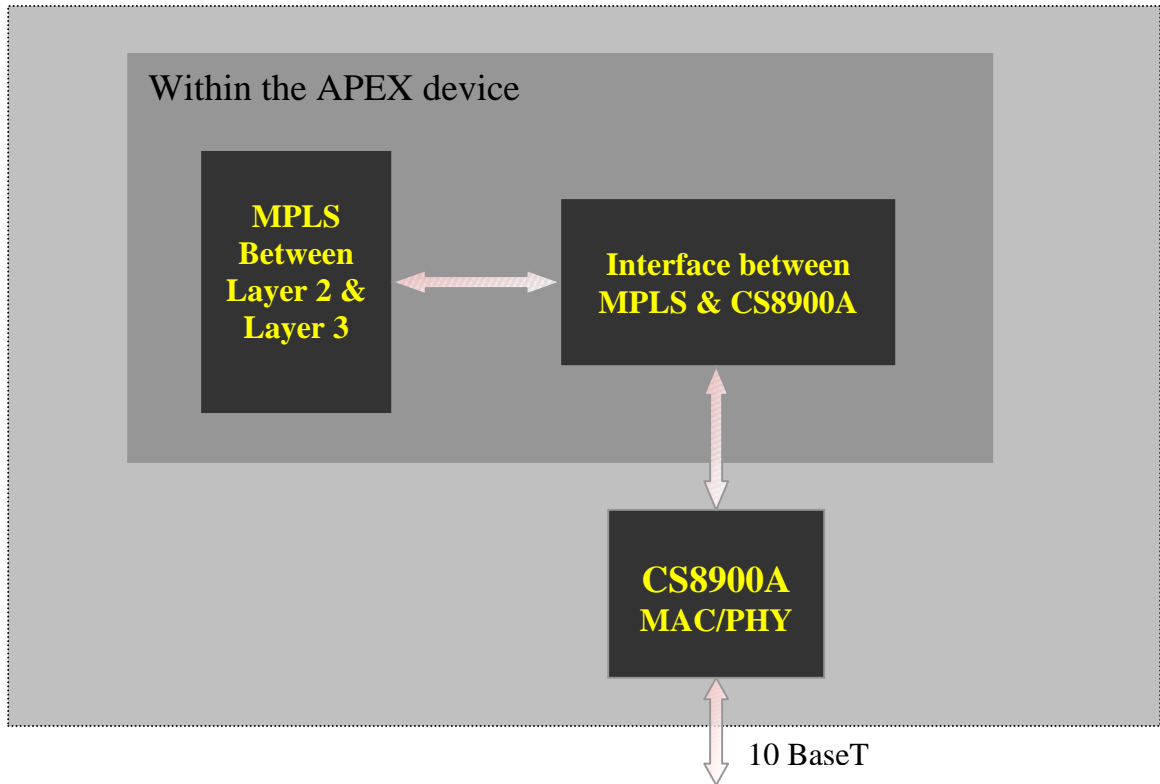 Within the APEX device
MPLS
Between
Layer 2 &
Layer 3
Interface between
MPLS & CS8900A
CS8900A
MAC/PHY
10 BaseT